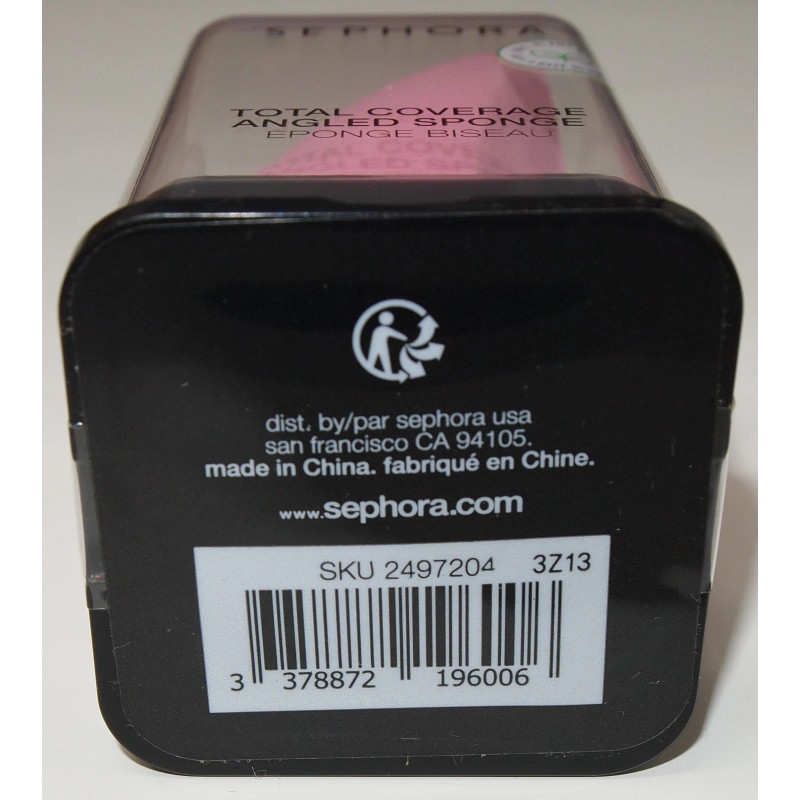 SEPHORA
TOTAL COVERAGE
ANGLED SPONGE
ÉPONGE BISEAU
dist. by/par sephora usa
san francisco CA 94105.
made in China. fabriqué en Chine.
www.sephora.com
SKU 2497204 3Z13
3 378872 196006